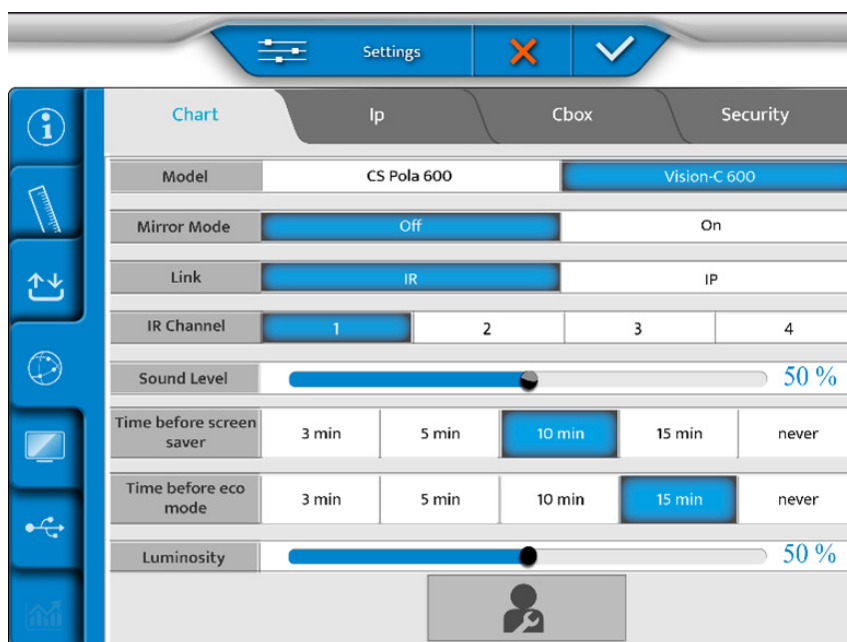 Settings
Chart Ip Cbox Security
Model CS Pola 600 Vision-C 600
Mirror Mode Off On
Link IR IP
IR Channel 1 2 3 4
Sound Level 50 %
Time before screen saver 3 min 5 min 10 min 15 min never
Time before eco mode 3 min 5 min 10 min 15 min never
Luminosity 50 %